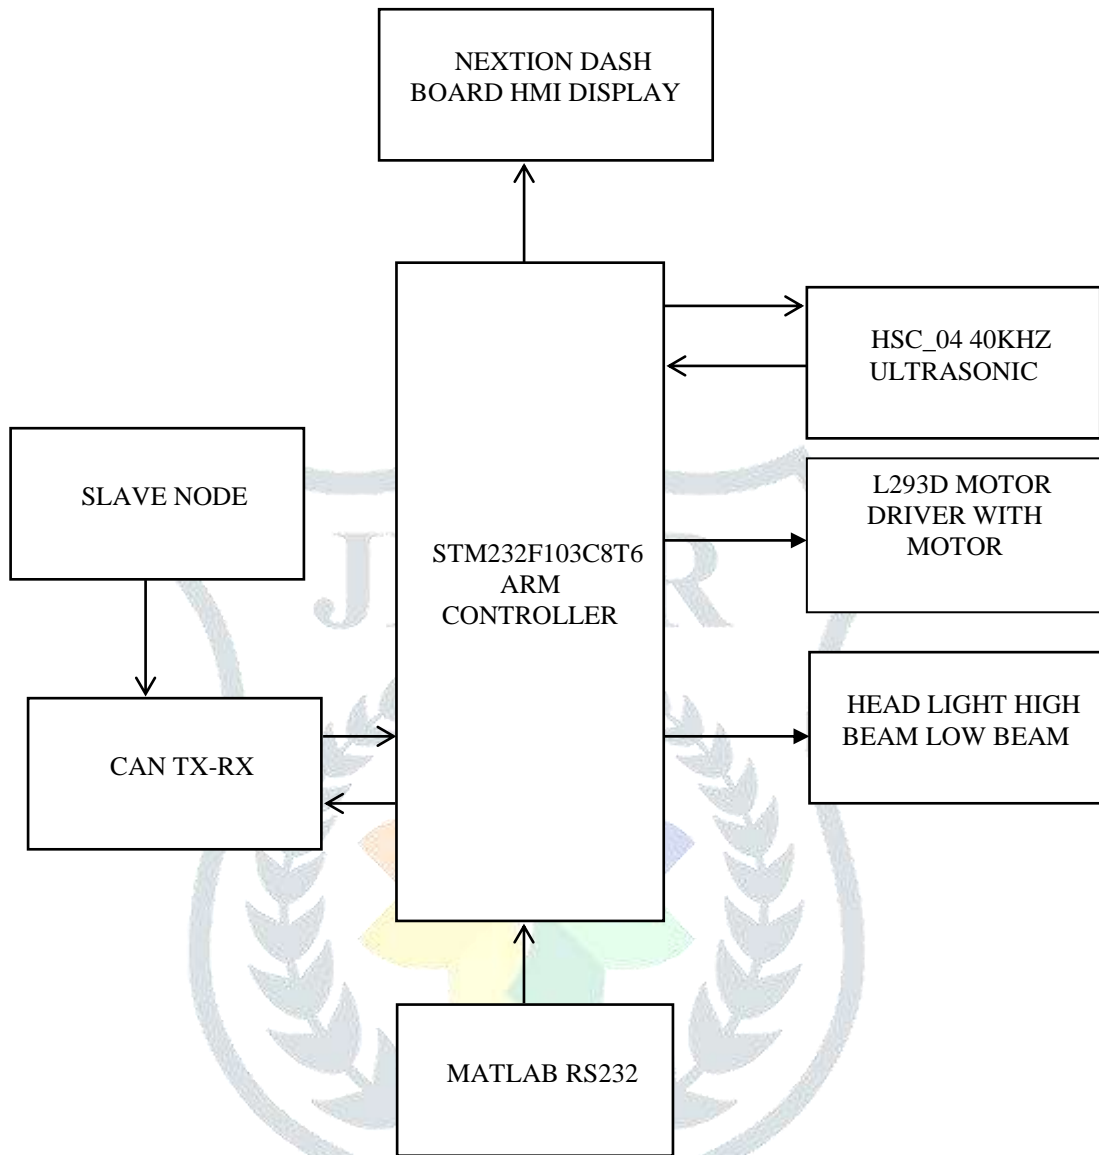 NEXTION DASH
BOARD HMI DISPLAY
HSC_04 40KHZ
ULTRASONIC
SLAVE NODE
L293D MOTOR
DRIVER WITH
MOTOR
STM232F103C8T6
ARM
CONTROLLER
HEAD LIGHT HIGH
BEAM LOW BEAM
CAN TX-RX
MATLAB RS232